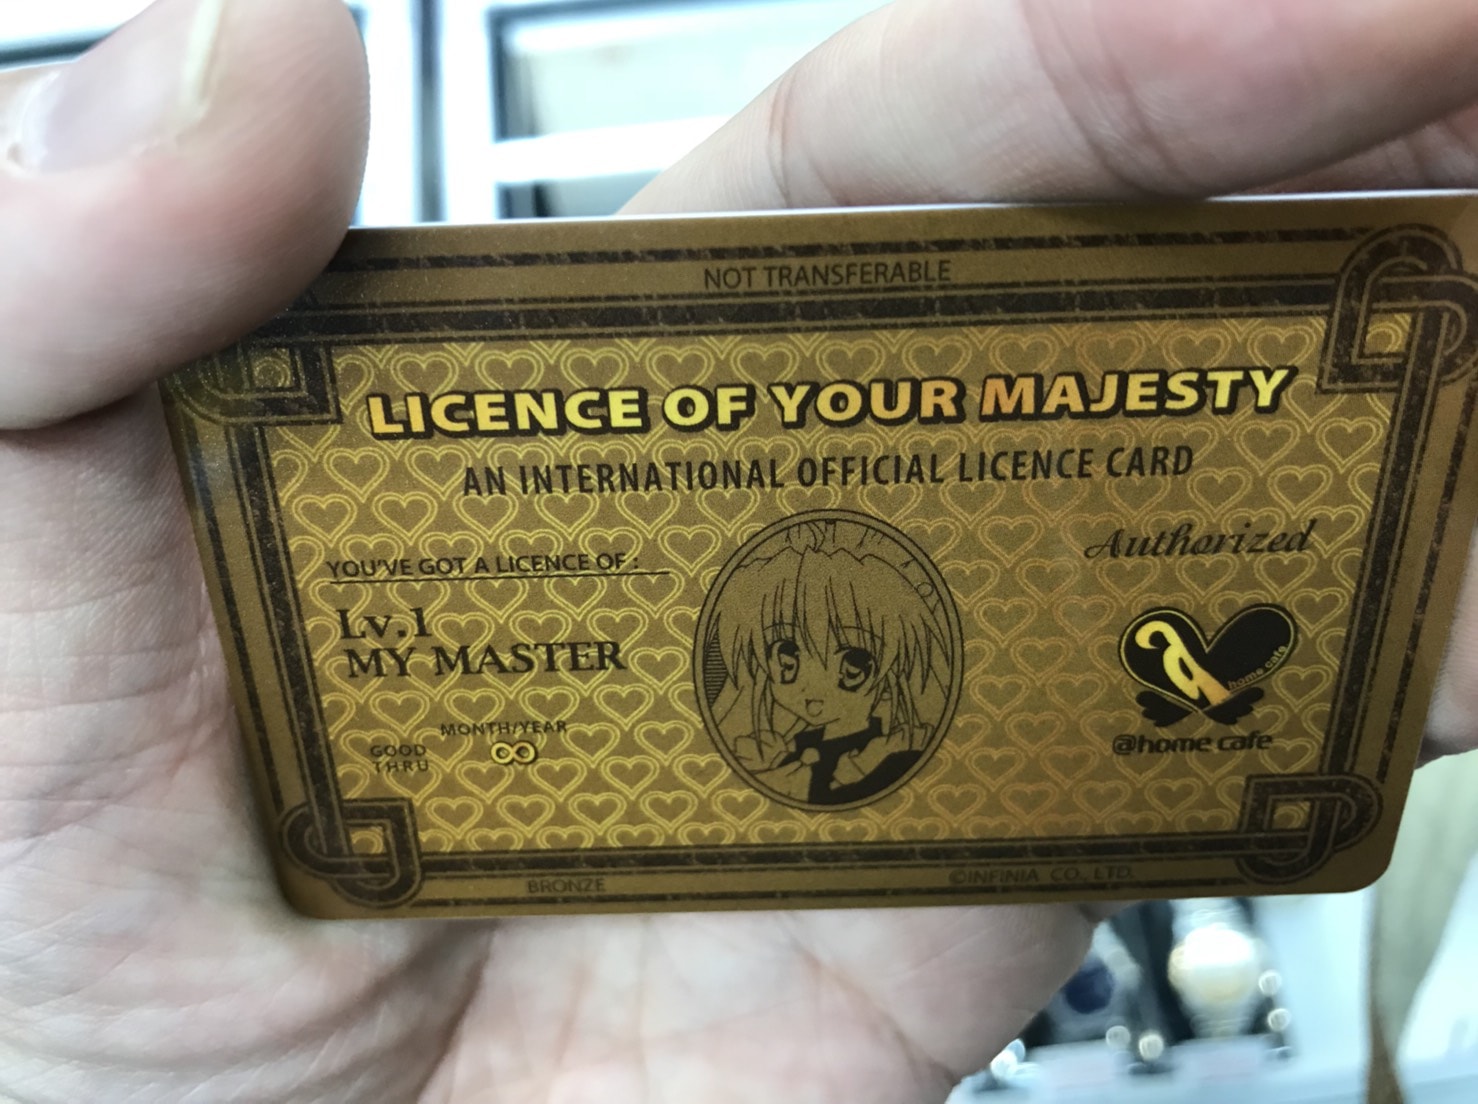 NOT TRANSFERABLE
LICENCE OF YOUR MAJESTY
AN INTERNATIONAL OFFICIAL LICENCE CARD
Authorized
YOU'VE GOT A LICENCE OF :
Lv.1
MY MASTER
MONTH/YEAR
GOOD
THRU
∞
a
home cafe
@home cafe
BRONZE
©INFINIA CO., LTD.